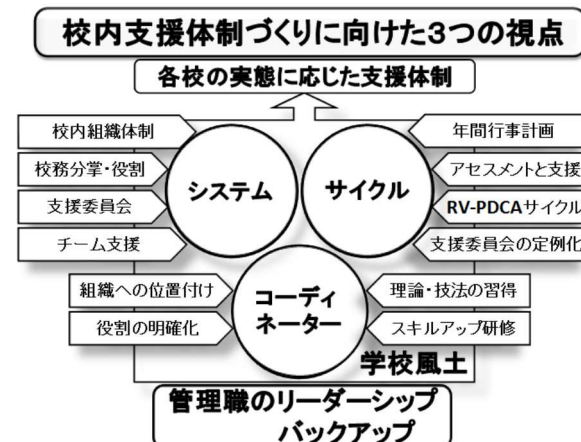 校内支援体制づくりに向けた3つの視点
各校の実態に応じた支援体制
校内組織体制
校務分掌・役割
支援委員会
チーム支援
システム
サイクル
年間行事計画
アセスメントと支援
RV-PDCAサイクル
支援委員会の定例化
組織への位置付け
役割の明確化
コーディ
ネーター
理論・技法の習得
スキルアップ研修
学校風土
管理職のリーダーシップ
バックアップ